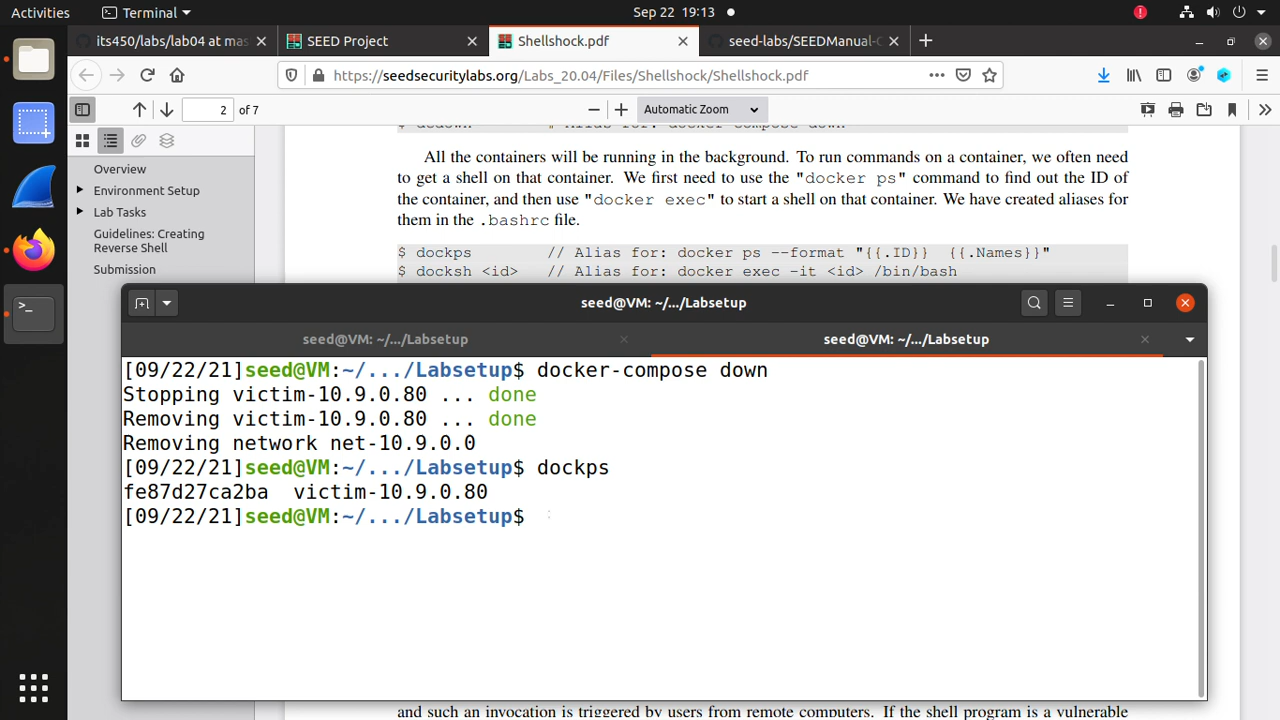 Activities
Terminal
Sep 22 19:13
its450/labs/lab04 at mas
SEED Project
Shellshock.pdf
seed-labs/SEEDManual-C
https://seedsecuritylabs.org/Labs_20.04/Files/Shellshock/Shellshock.pdf
2 of 7
Automatic Zoom
Overview
Environment Setup
Lab Tasks
Guidelines: Creating
Reverse Shell
Submission
All the containers will be running in the background. To run commands on a container, we often need
to get a shell on that container. We first need to use the "docker ps" command to find out the ID of
the container, and then use "docker exec" to start a shell on that container. We have created aliases for
them in the .bashrc file.
$ dockps // Alias for: docker ps --format "{{.ID}} {{.Names}}"
$ docksh <id> // Alias for: docker exec -it <id> /bin/bash
seed@VM: ~/.../Labsetup
seed@VM: ~/.../Labsetup
seed@VM: ~/.../Labsetup
[09/22/21]seed@VM:~/.../Labsetup$ docker-compose down
Stopping victim-10.9.0.80 ... done
Removing victim-10.9.0.80 ... done
Removing network net-10.9.0.0
[09/22/21]seed@VM:~/.../Labsetup$ dockps
fe87d27ca2ba victim-10.9.0.80
[09/22/21]seed@VM:~/.../Labsetup$
and such an invocation is triggered by users from remote computers. If the shell program is a vulnerable